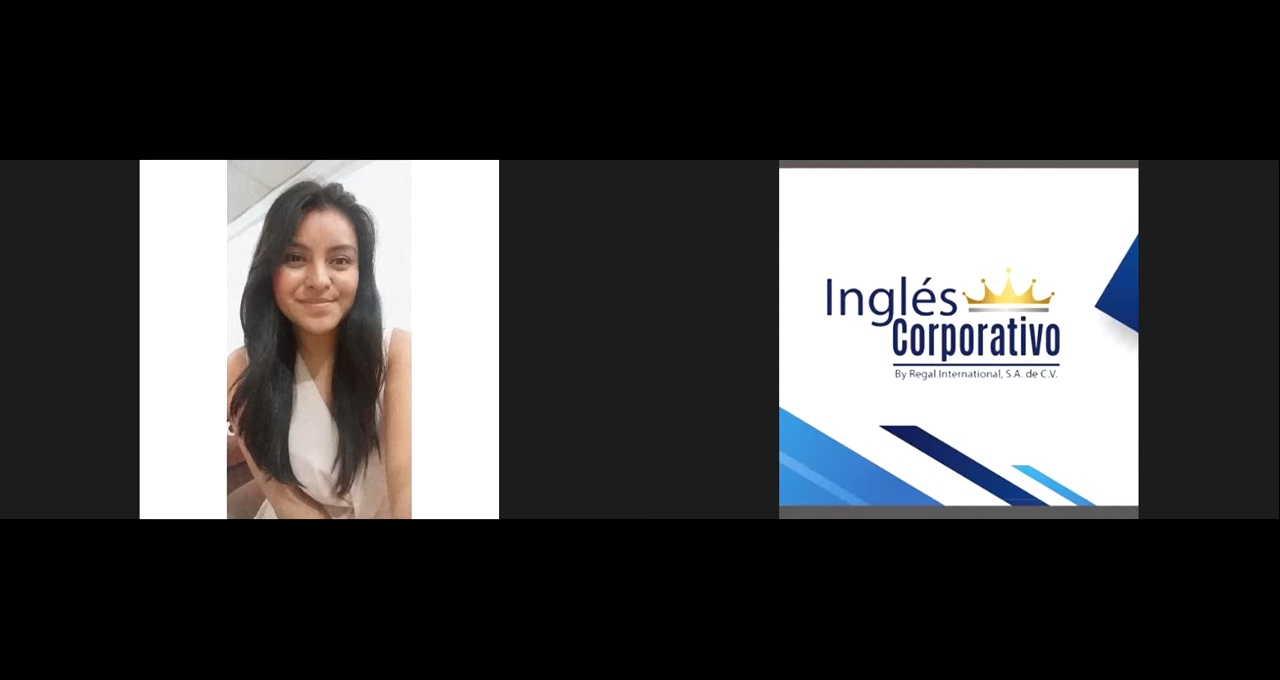 Inglés
Corporativo
By Regal International, S.A. de C.V.